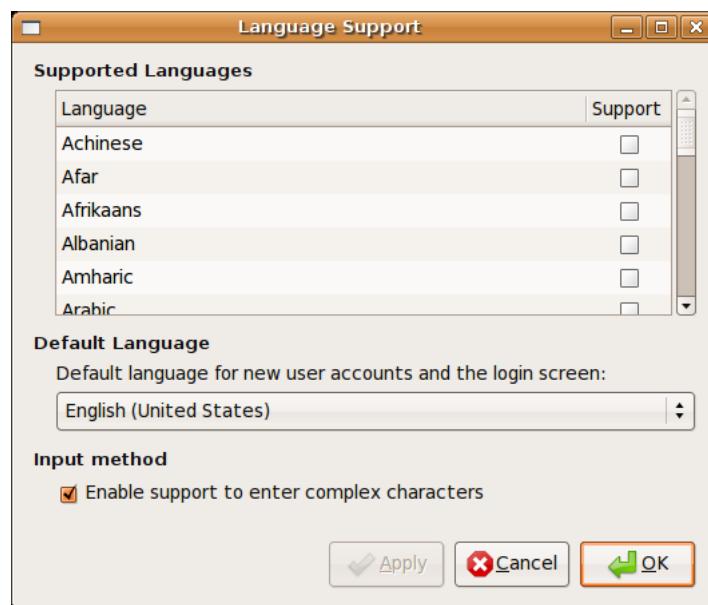 Language Support
Supported Languages
Language Support
Achinese
Afar
Afrikaans
Albanian
Amharic
Arabic
Default Language
Default language for new user accounts and the login screen:
English (United States)
Input method
Enable support to enter complex characters
Apply Cancel OK